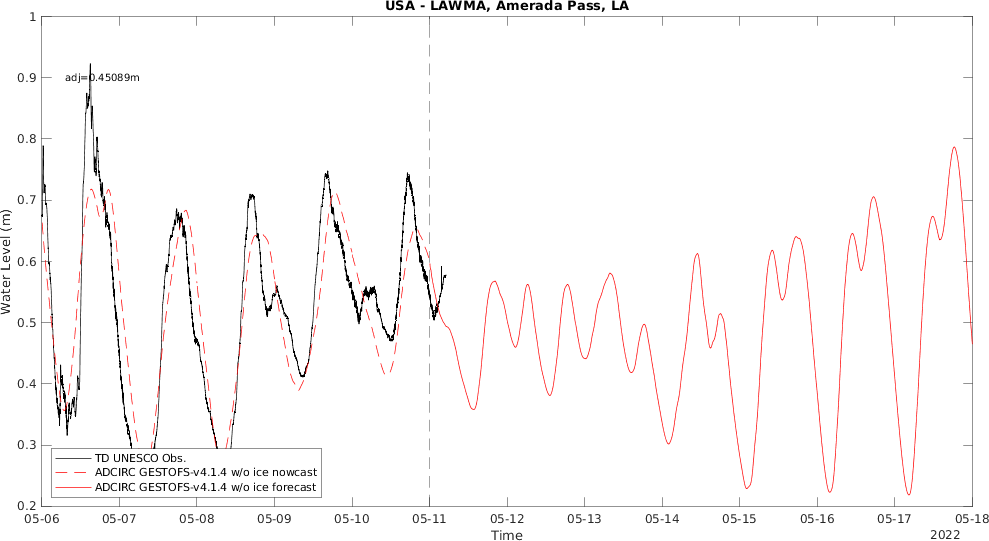 USA - LAWMA, Amerada Pass, LA
1
0.9
0.8
0.7
0.6
0.5
0.4
0.3
0.2
Water Level (m)
adj=0.45089m
TD UNESCO Obs.
ADCIRC GESTOFS-v4.1.4 w/o ice nowcast
ADCIRC GESTOFS-v4.1.4 w/o ice forecast
05-06 05-07 05-08 05-09 05-10 05-11 05-12 05-13 05-14 05-15 05-16 05-17 05-18
Time
2022